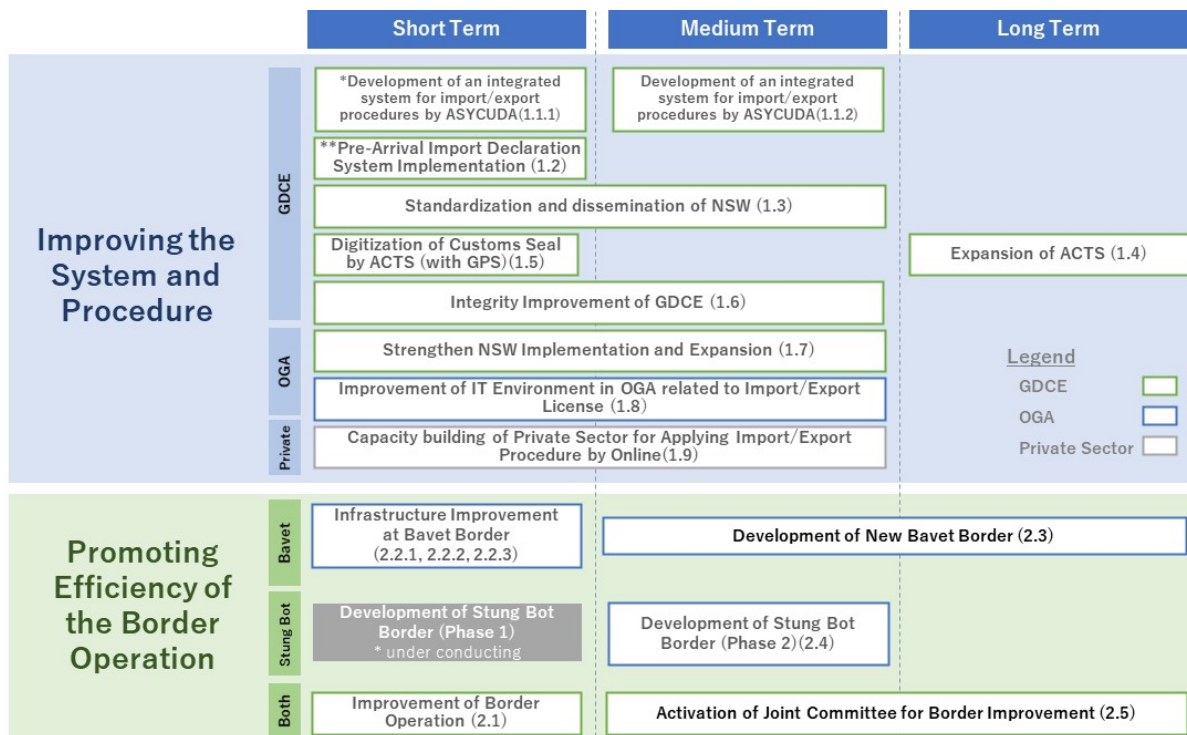 Short Term
Medium Term
Long Term
Improving the
System and
Procedure
GDCE
*Development of an integrated
system for import/export
procedures by ASYCUDA(1.1.1)
Development of an integrated
system for import/export
procedures by ASYCUDA(1.1.2)
**Pre-Arrival Import Declaration
System Implementation (1.2)
Standardization and dissemination of NSW (1.3)
Digitization of Customs Seal
by ACTS (with GPS)(1.5)
Expansion of ACTS (1.4)
Integrity Improvement of GDCE (1.6)
OGA
Strengthen NSW Implementation and Expansion (1.7)
Improvement of IT Environment in OGA related to Import/Export
License (1.8)
Private
Capacity building of Private Sector for Applying Import/Export
Procedure by Online(1.9)
Legend
GDCE
OGA
Private Sector
Promoting
Efficiency of
the Border
Operation
Bavet
Infrastructure Improvement
at Bavet Border
(2.2.1, 2.2.2, 2.2.3)
Development of New Bavet Border (2.3)
Stung Bot
Development of Stung Bot
Border (Phase 1)
* under conducting
Development of Stung Bot
Border (Phase 2)(2.4)
Both
Improvement of Border
Operation (2.1)
Activation of Joint Committee for Border Improvement (2.5)